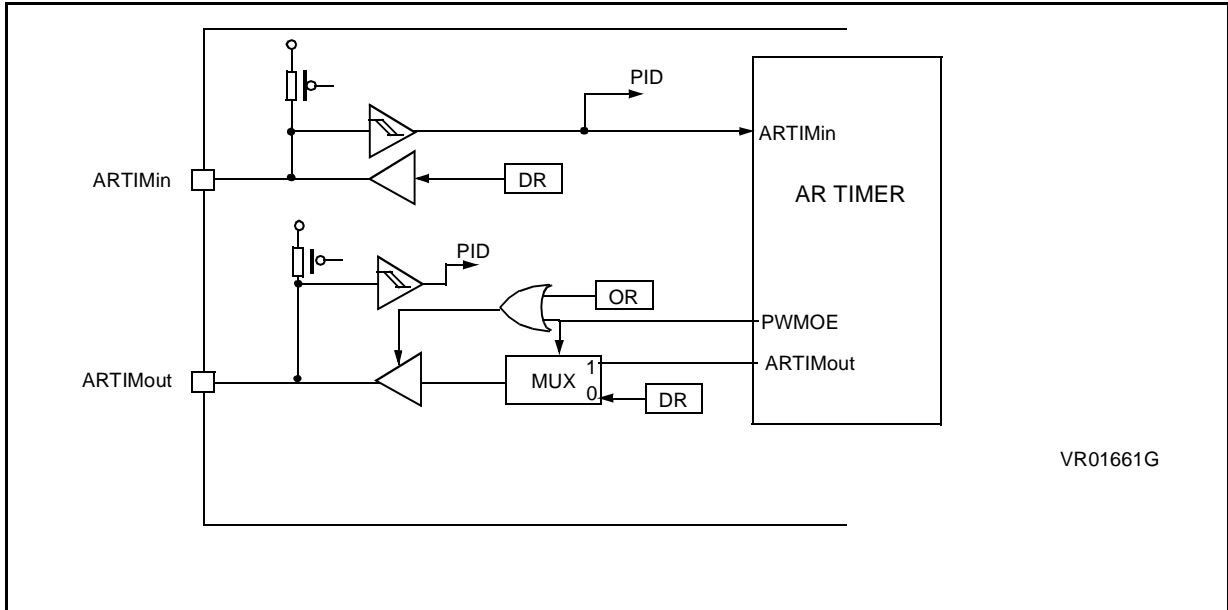 PID
ARTIMin
ARTIMin
DR
AR TIMER
PID
OR
PWMOE
ARTIMout
1
ARTIMout
MUX
0
DR
VR01661G